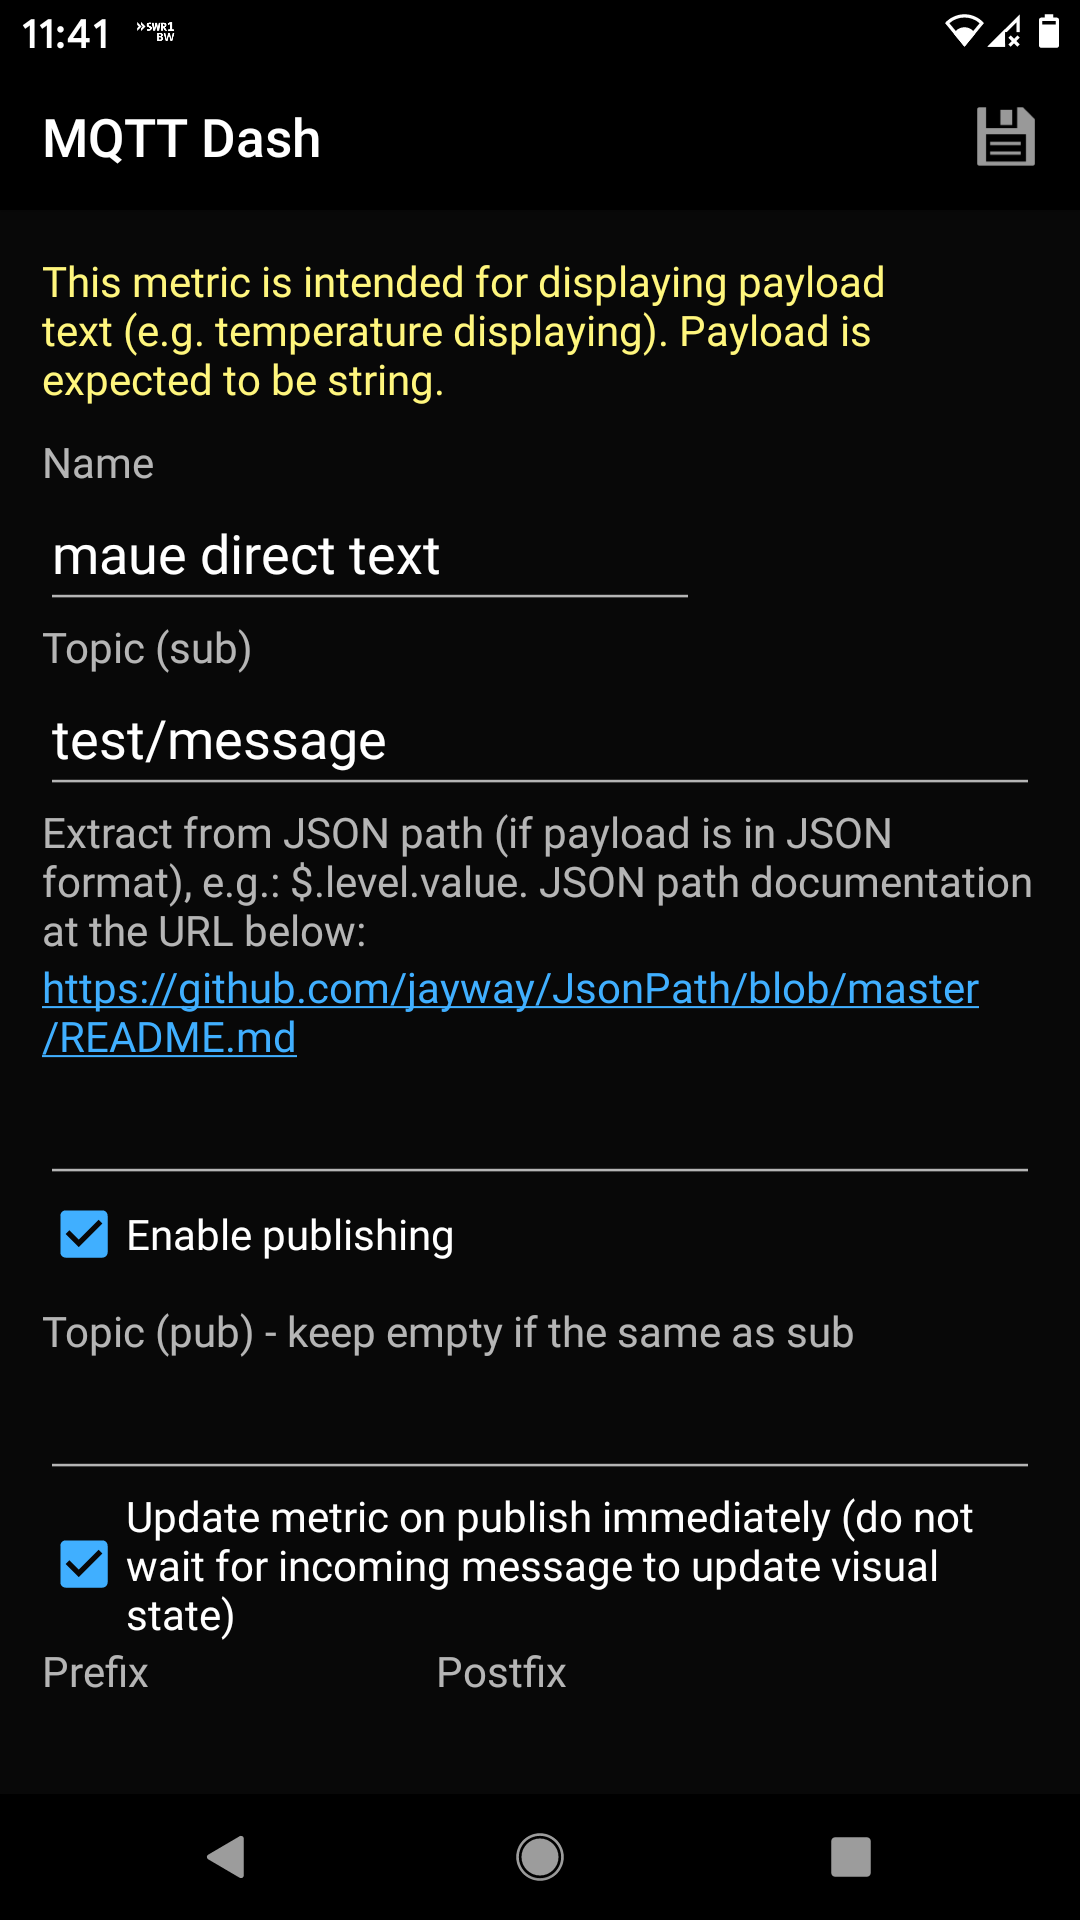 11:41 »SWR1
BW
MQTT Dash
This metric is intended for displaying payload
text (e.g. temperature displaying). Payload is
expected to be string.
Name
maue direct text
Topic (sub)
test/message
Extract from JSON path (if payload is in JSON
format), e.g.: $.level.value. JSON path documentation
at the URL below:
https://github.com/jayway/JsonPath/blob/master
/README.md
Enable publishing
Topic (pub) - keep empty if the same as sub
Update metric on publish immediately (do not
wait for incoming message to update visual
state)
Prefix Postfix